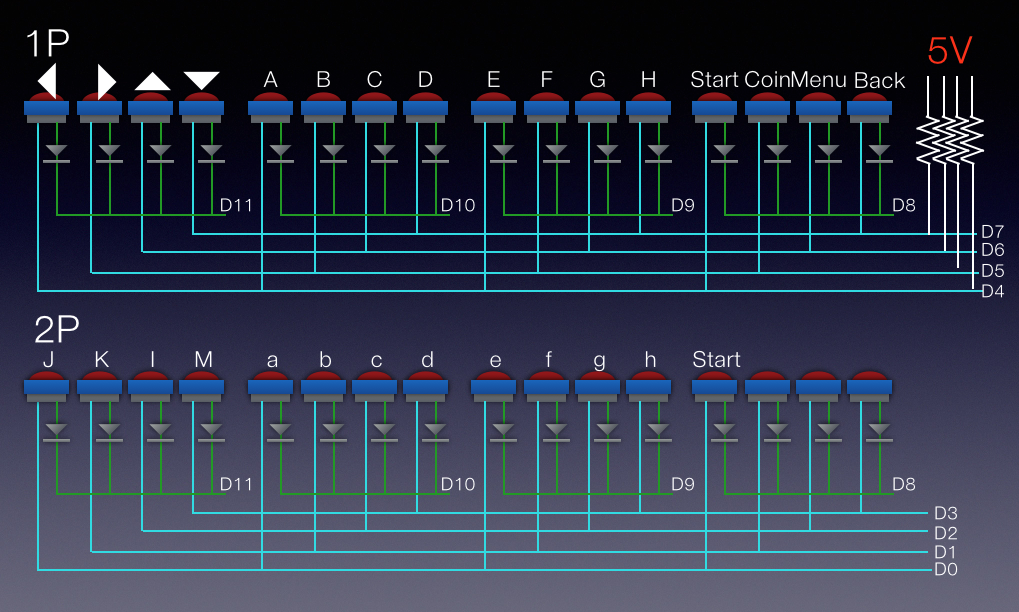 1P
5V
A B C D E F G H Start Coin Menu Back
D11 D10 D9 D8
D7
D6
D5
D4
2P
J K I M a b c d e f g h Start
D11 D10 D9 D8
D3
D2
D1
D0